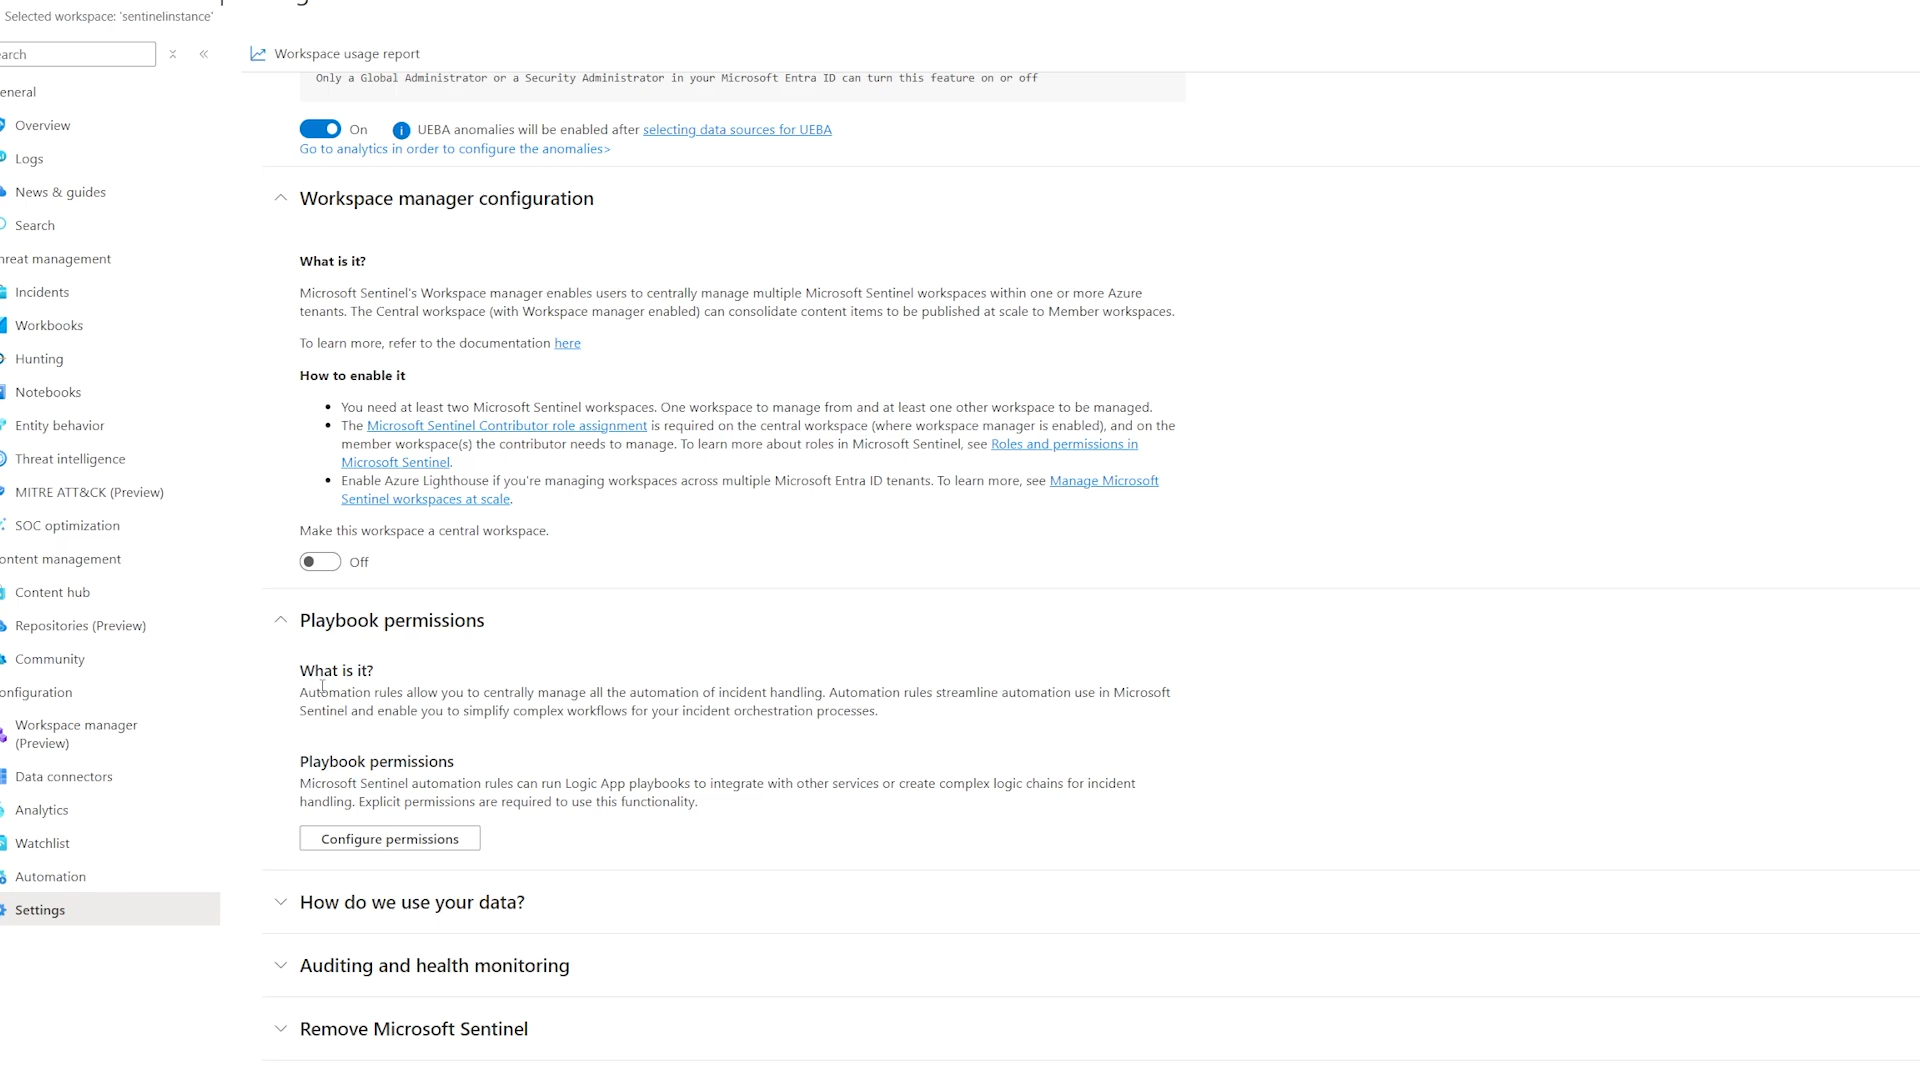 Selected workspace: 'sentinelinstance'
earch
Workspace usage report
Only a Global Administrator or a Security Administrator in your Microsoft Entra ID can turn this feature on or off
eneral
Overview
On
UEBA anomalies will be enabled after selecting data sources for UEBA
Go to analytics in order to configure the anomalies>
Logs
News & guides
Workspace manager configuration
Search
hreat management
What is it?
Incidents
Microsoft Sentinel's Workspace manager enables users to centrally manage multiple Microsoft Sentinel workspaces within one or more Azure
tenants. The Central workspace (with Workspace manager enabled) can consolidate content items to be published at scale to Member workspaces.
Workbooks
To learn more, refer to the documentation here
Hunting
How to enable it
Notebooks
• You need at least two Microsoft Sentinel workspaces. One workspace to manage from and at least one other workspace to be managed.
Entity behavior
• The Microsoft Sentinel Contributor role assignment is required on the central workspace (where workspace manager is enabled), and on the
member workspace(s) the contributor needs to manage. To learn more about roles in Microsoft Sentinel, see Roles and permissions in
Microsoft Sentinel.
Threat intelligence
• Enable Azure Lighthouse if you're managing workspaces across multiple Microsoft Entra ID tenants. To learn more, see Manage Microsoft
Sentinel workspaces at scale.
MITRE ATT&CK (Preview)
SOC optimization
Make this workspace a central workspace.
ontent management
Off
Content hub
Repositories (Preview)
Playbook permissions
Community
What is it?
onfiguration
Automation rules allow you to centrally manage all the automation of incident handling. Automation rules streamline automation use in Microsoft
Sentinel and enable you to simplify complex workflows for your incident orchestration processes.
Workspace manager
(Preview)
Playbook permissions
Data connectors
Microsoft Sentinel automation rules can run Logic App playbooks to integrate with other services or create complex logic chains for incident
handling. Explicit permissions are required to use this functionality.
Analytics
Watchlist
Configure permissions
Automation
Settings
How do we use your data?
Auditing and health monitoring
Remove Microsoft Sentinel